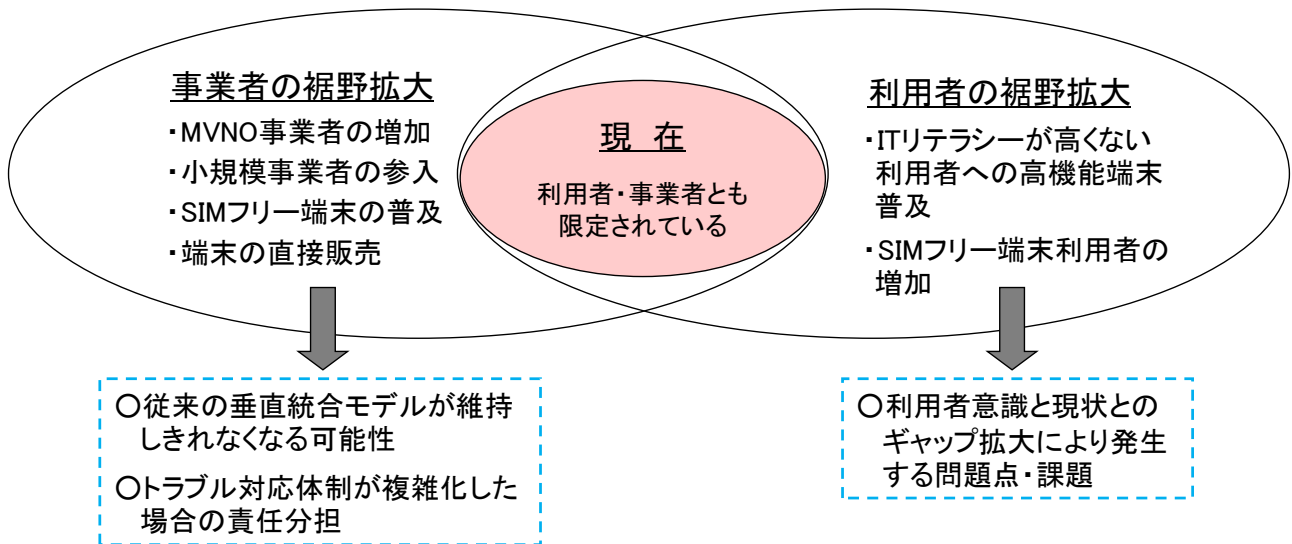 事業者の裾野拡大
・MVNO事業者の増加
・小規模事業者の参入
・SIMフリー端末の普及
・端末の直接販売
現 在
利用者・事業者とも
限定されている
利用者の裾野拡大
・ITリテラシーが高くない
利用者への高機能端末
普及
・SIMフリー端末利用者の
増加
○従来の垂直統合モデルが維持
しきれなくなる可能性
○トラブル対応体制が複雑化した
場合の責任分担
○利用者意識と現状との
ギャップ拡大により発生
する問題点・課題